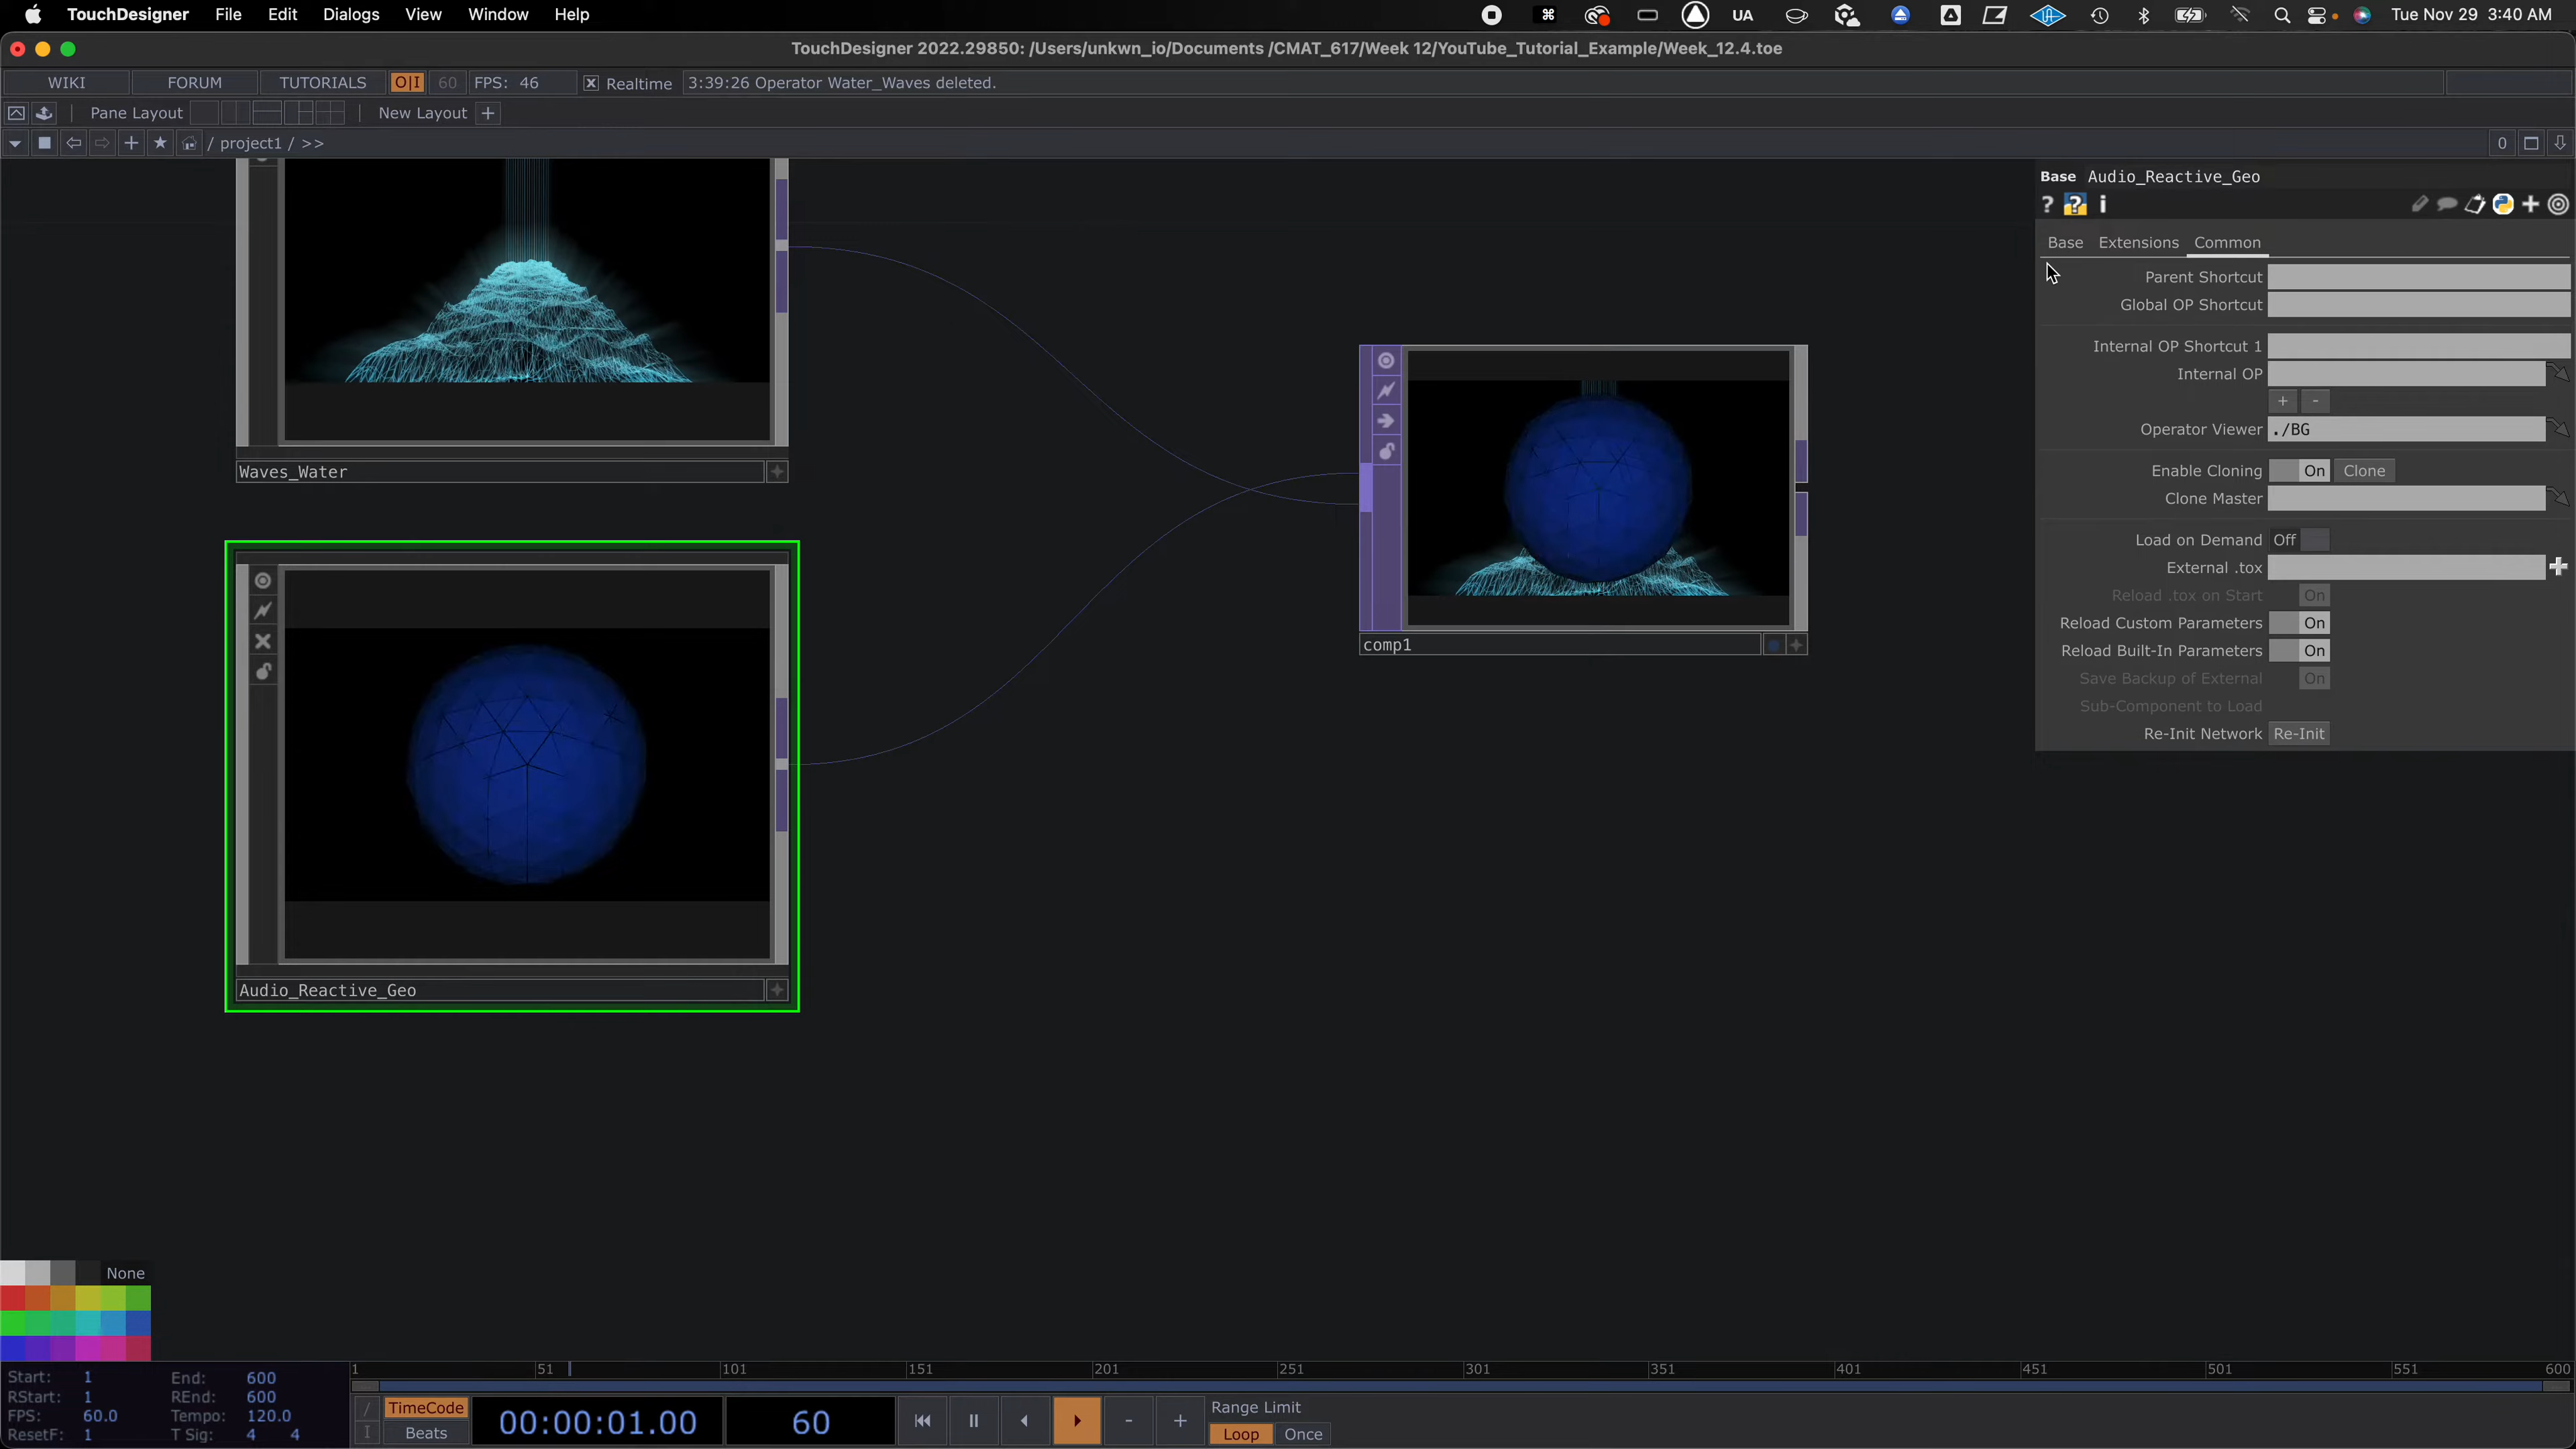 TouchDesigner File Edit Dialogs View Window Help UA Tue Nov 29 3:40 AM
TouchDesigner 2022.29850: /Users/unkwn_io/Documents /CMAT_617/Week 12/YouTube_Tutorial_Example/Week_12.4.toe
WIKI FORUM TUTORIALS O|I 60 FPS: 46 Realtime 3:39:26 Operator Water_Waves deleted.
Pane Layout New Layout +
/ project1 / >> 0
Base Audio_Reactive_Geo
? ? i
Base Extensions Common
Parent Shortcut
Global OP Shortcut
Internal OP Shortcut 1
Internal OP
+ -
Operator Viewer ./BG
Enable Cloning On Clone
Clone Master
Load on Demand Off
External .tox
Reload .tox on Start On
Reload Custom Parameters On
Reload Built-In Parameters On
Save Backup of External On
Sub-Component to Load
Re-Init Network Re-Init
Waves_Water
comp1
Audio_Reactive_Geo
None
1 51 101 151 201 251 301 351 401 451 501 551 600
Start: 1 End: 600
RStart: 1 REnd: 600
FPS: 60.0 Tempo: 120.0
ResetF: 1 T Sig: 4 4
/ TimeCode
I Beats
00:00:01.00 60 - +
Range Limit
Loop Once